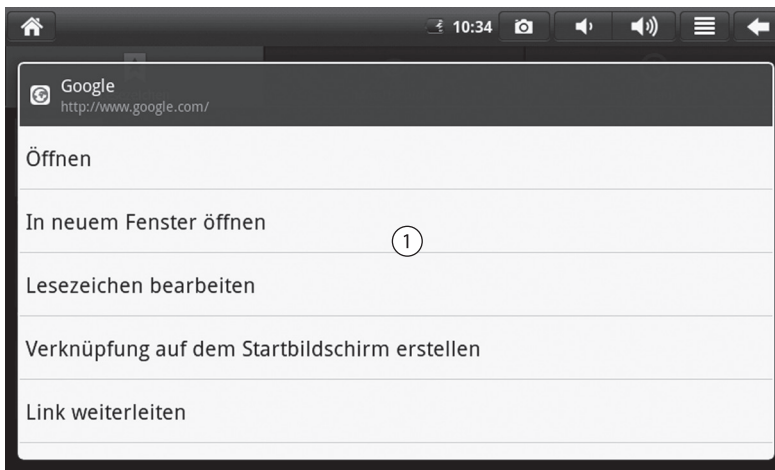 10:34
Google
http://www.google.com/
Öffnen
In neuem Fenster öffnen
1
Lesezeichen bearbeiten
Verknüpfung auf dem Startbildschirm erstellen
Link weiterleiten